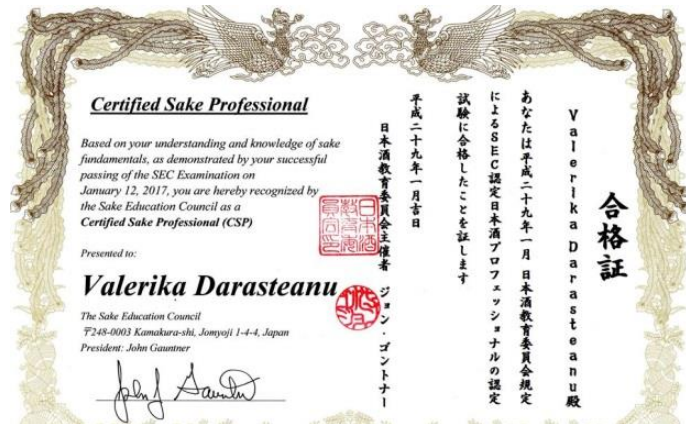 Certified Sake Professional
Based on your understanding and knowledge of sake
fundamentals, as demonstrated by your successful
passing of the SEC Examination on
January 12, 2017, you are hereby recognized by
the Sake Education Council as a
Certified Sake Professional (CSP)
Presented to:
Valerika Darasteanu
The Sake Education Council
〒248-0003 Kamakura-shi, Jomyoji 1-4-4, Japan
President: John Gauntner
合格証
Valerika Darasteanu殿
あなたは平成二十九年一月 日本酒教育委員会規定
によるSEC認定日本酒プロフェッショナルの認定
試験に合格したことを証します
平成二十九年一月吉日
日本酒教育委員会主催者 ジョン・ゴントナー